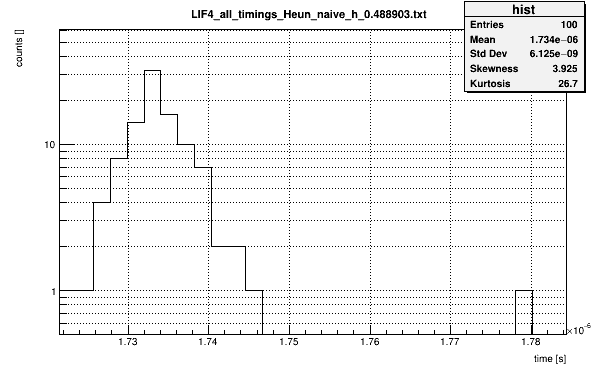 LIF4_all_timings_Heun_naive_h_0.488903.txt
hist
Entries 100
Mean 1.734e−06
Std Dev 6.125e−09
Skewness 3.925
Kurtosis 26.7
counts []
10
1
1.73 1.74 1.75 1.76 1.77 1.78
×10⁻⁶
time [s]